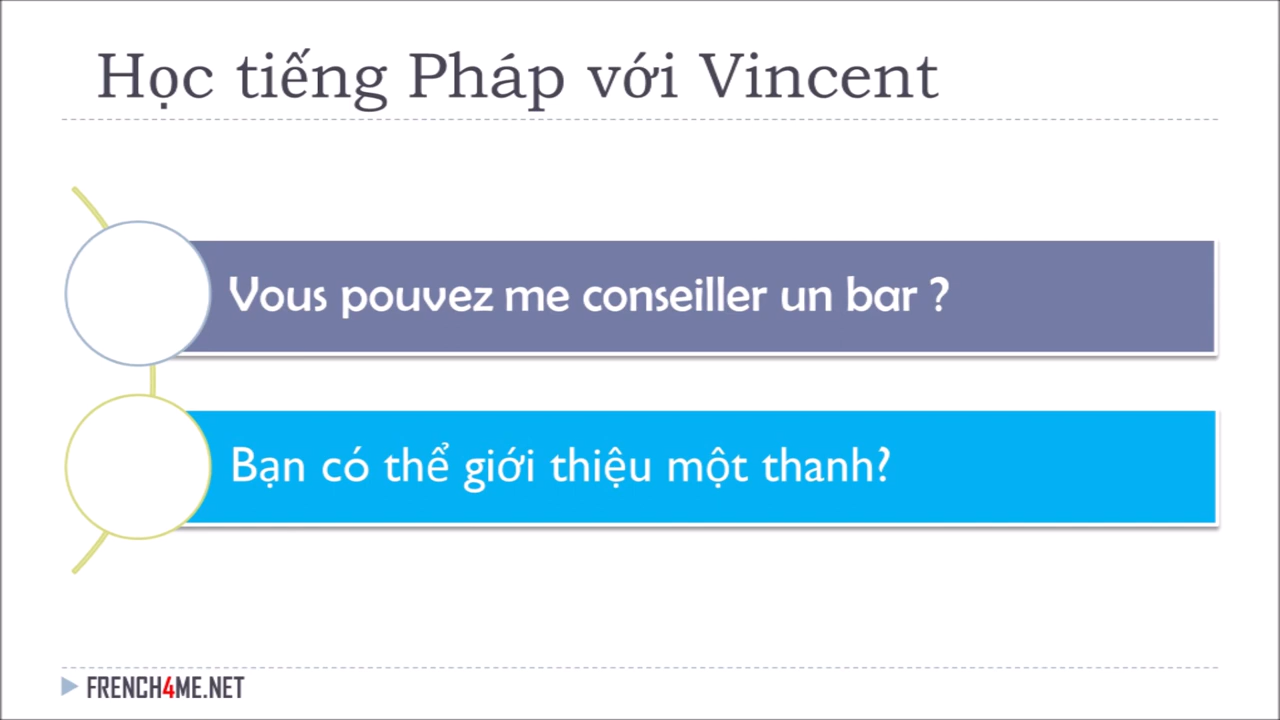 Học tiếng Pháp với Vincent
Vous pouvez me conseiller un bar ?
Bạn có thể giới thiệu một thanh?
FRENCH4ME.NET